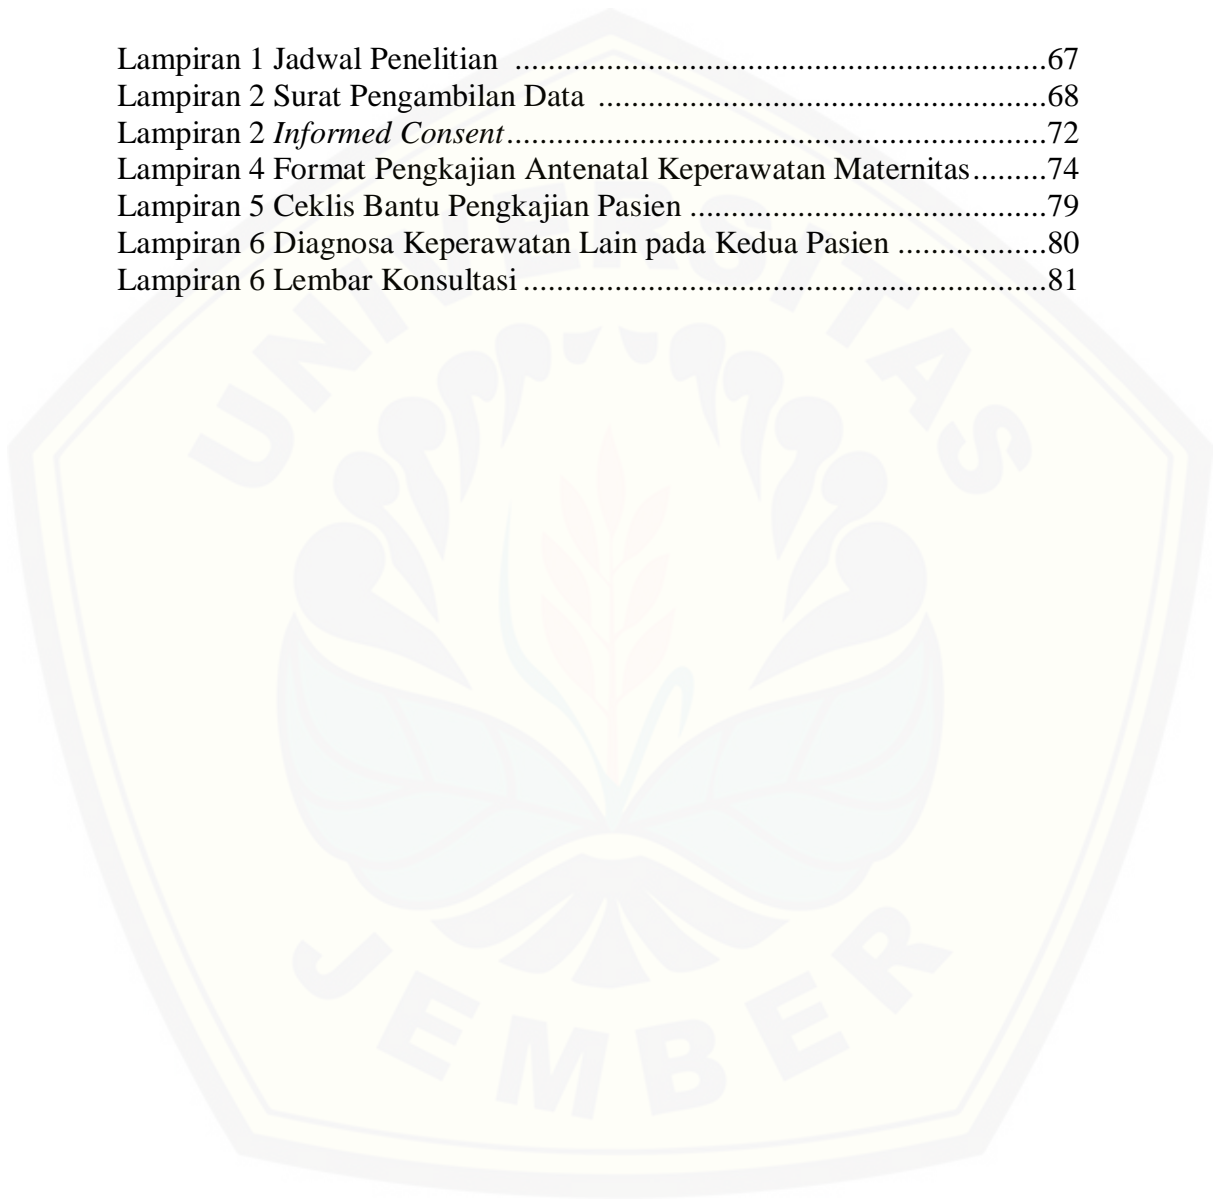 Lampiran 1 Jadwal Penelitian ........................................................................67
Lampiran 2 Surat Pengambilan Data .............................................................68
Lampiran 2 Informed Consent.........................................................................72
Lampiran 4 Format Pengkajian Antenatal Keperawatan Maternitas.........74
Lampiran 5 Ceklis Bantu Pengkajian Pasien ................................................79
Lampiran 6 Diagnosa Keperawatan Lain pada Kedua Pasien ....................80
Lampiran 6 Lembar Konsultasi ......................................................................81
UNIVERSITAS
JEMBER